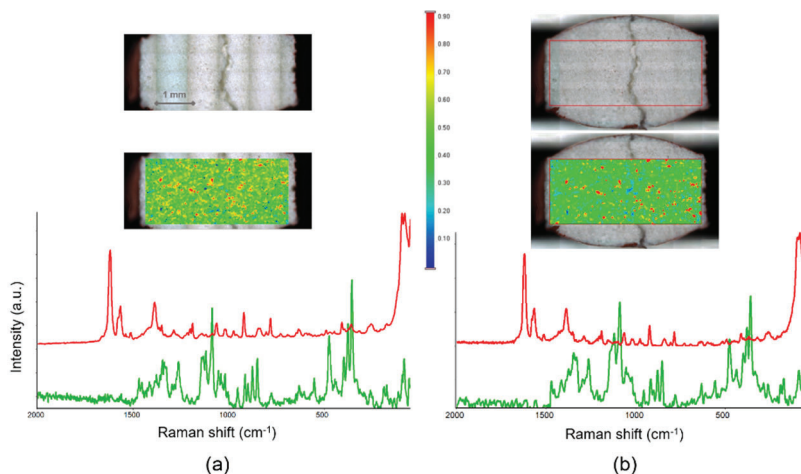 1 mm
0.90
0.80
0.70
0.60
0.50
0.40
0.30
0.20
0.10
Intensity (a.u.)
2000 1500 1000 500
Raman shift (cm⁻¹)
(a)
2000 1500 1000 500
Raman shift (cm⁻¹)
(b)